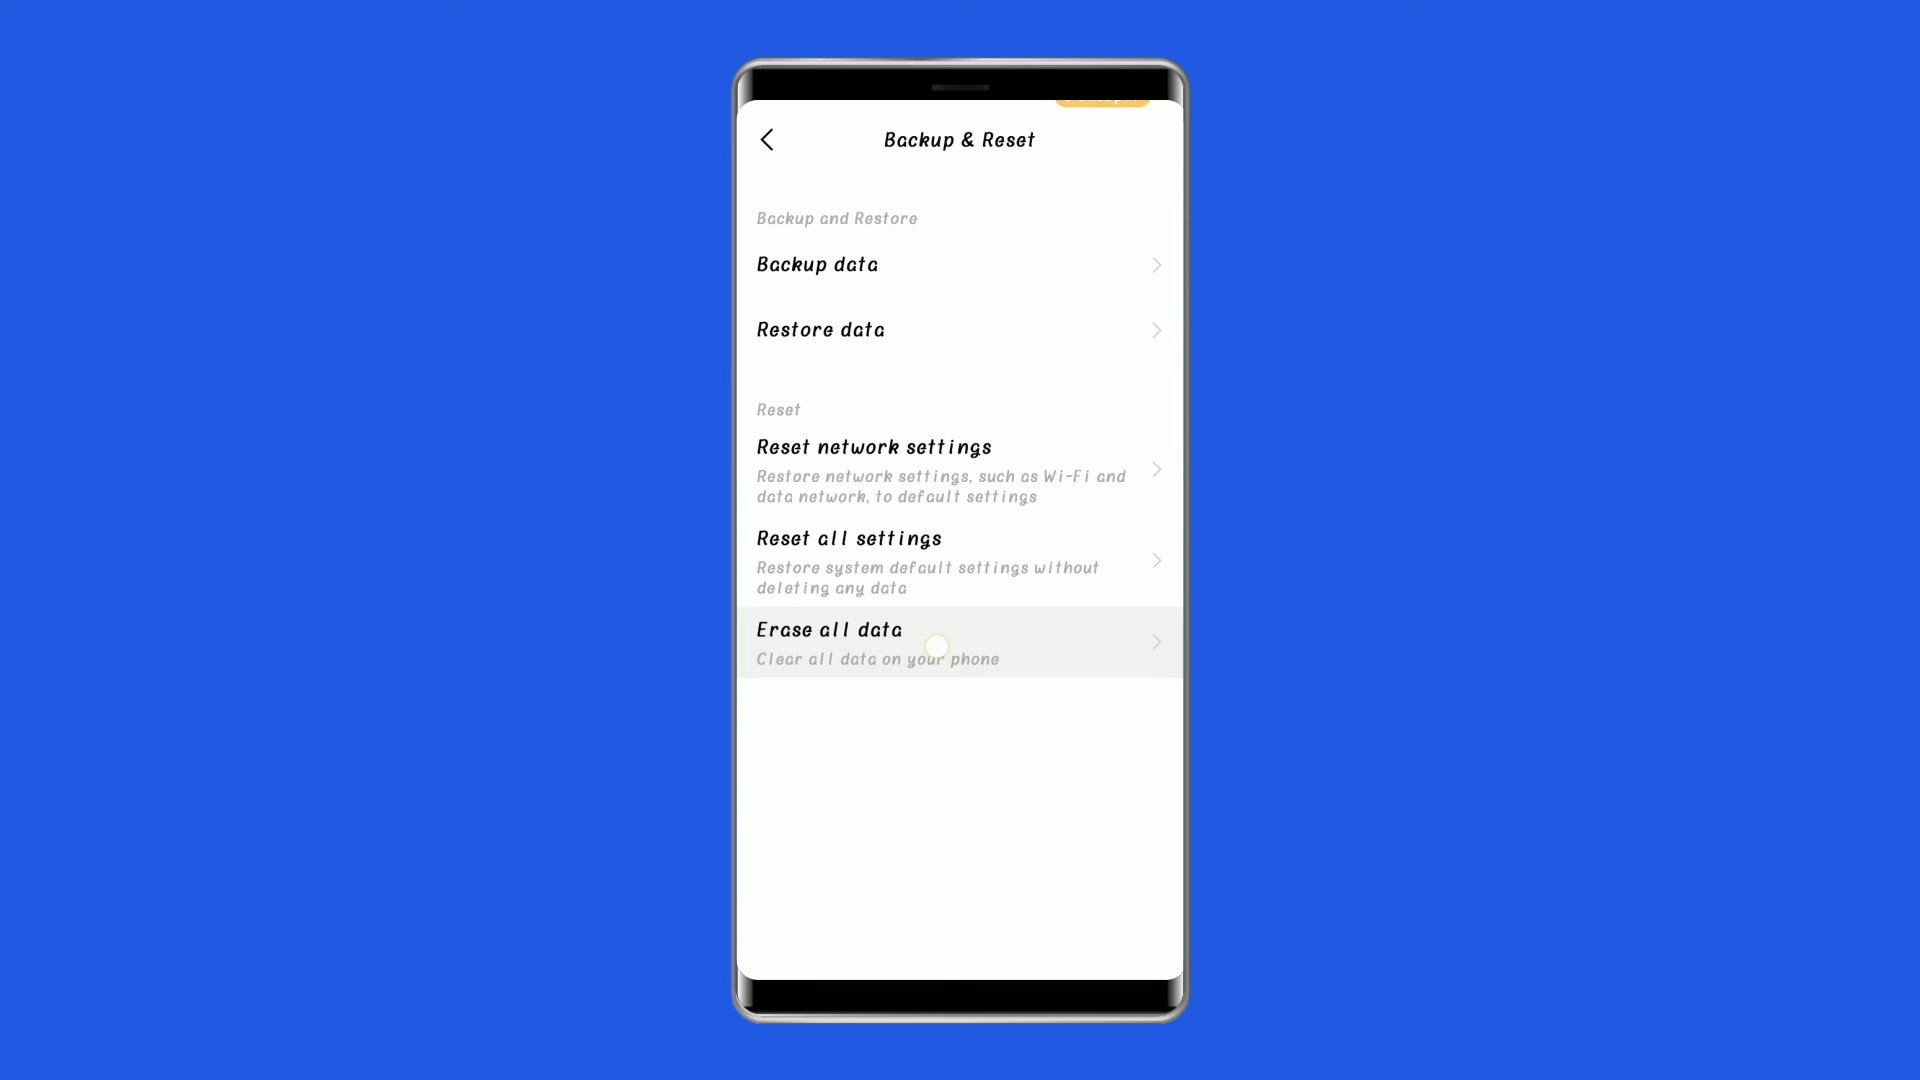 Backup & Reset
Backup and Restore
Backup data
Restore data
Reset
Reset network settings
Restore network settings, such as Wi-Fi and
data network, to default settings
Reset all settings
Restore system default settings without
deleting any data
Erase all data
Clear all data on your phone